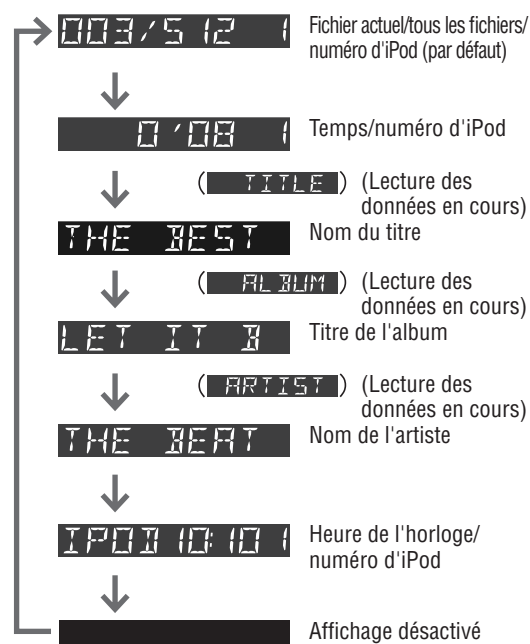 003/512 1 Fichier actuel/tous les fichiers/
numéro d'iPod (par défaut)
0'08 1 Temps/numéro d'iPod
( TITLE ) (Lecture des
données en cours)
THE BEST Nom du titre
( ALBUM ) (Lecture des
données en cours)
LET IT B Titre de l'album
( ARTIST ) (Lecture des
données en cours)
THE BEAT Nom de l'artiste
IPOD 10:10 1 Heure de l'horloge/
numéro d'iPod
Affichage désactivé